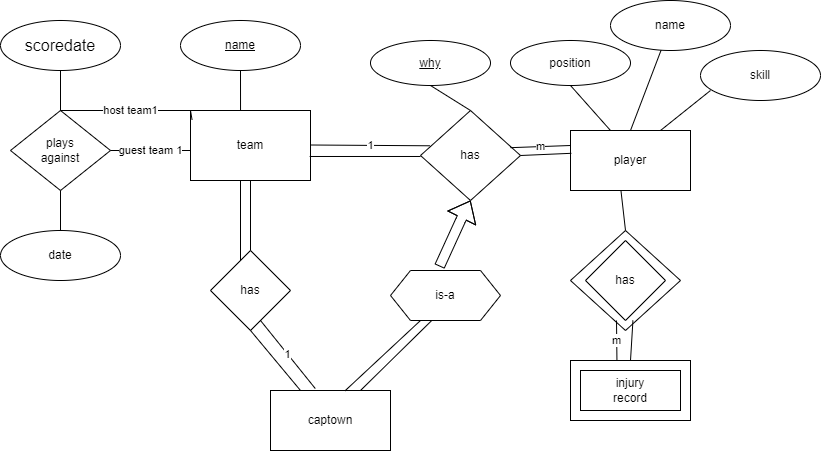 scoredate
name
why
position
name
skill
host team1
plays
against
guest team 1
team
1
has
m
player
date
has
is-a
has
1
m
captown
injury
record